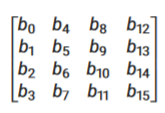 b₀ b₄ b₈ b₁₂
b₁ b₅ b₉ b₁₃
b₂ b₆ b₁₀ b₁₄
b₃ b₇ b₁₁ b₁₅